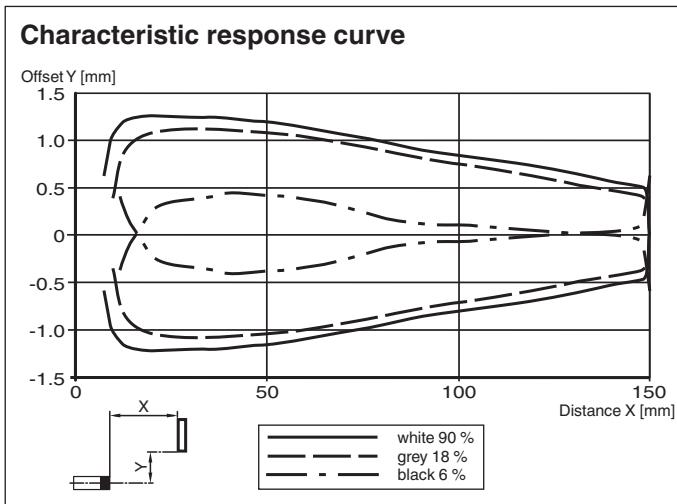 Characteristic response curve
Offset Y [mm]
1.5
1.0
0.5
0
-0.5
-1.0
-1.5
0
50
100
150
Distance X [mm]
X
Y
white 90 %
grey 18 %
black 6 %